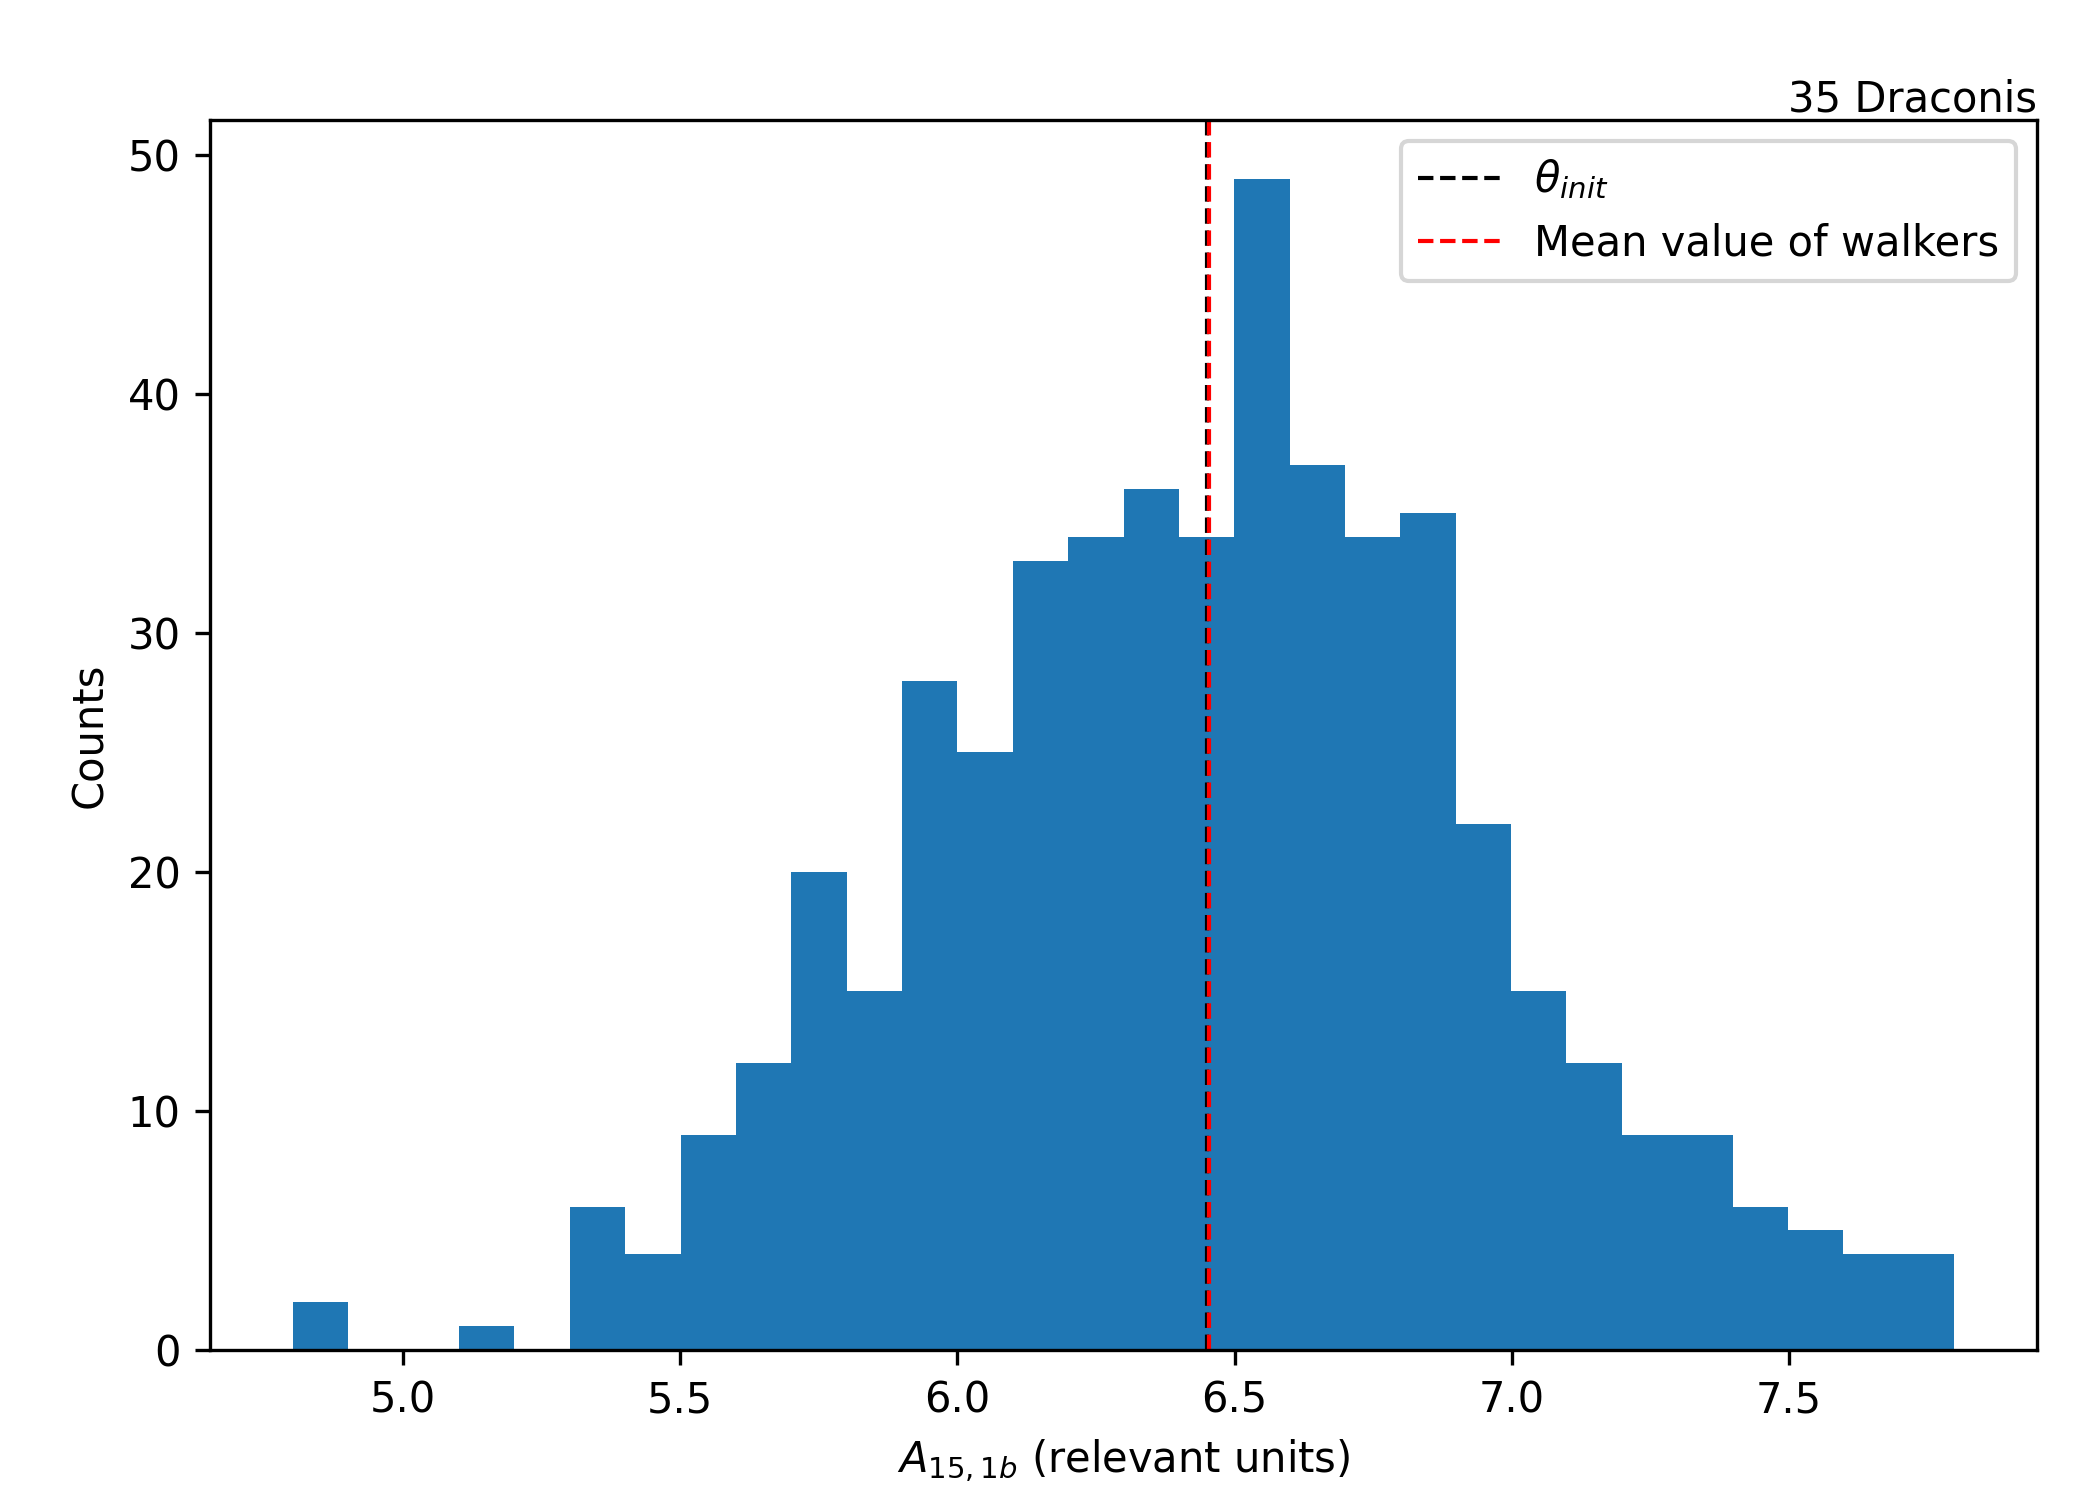 35 Draconis
50
40
30
20
10
0
Counts
θinit
Mean value of walkers
5.0 5.5 6.0 6.5 7.0 7.5
A15,1b (relevant units)